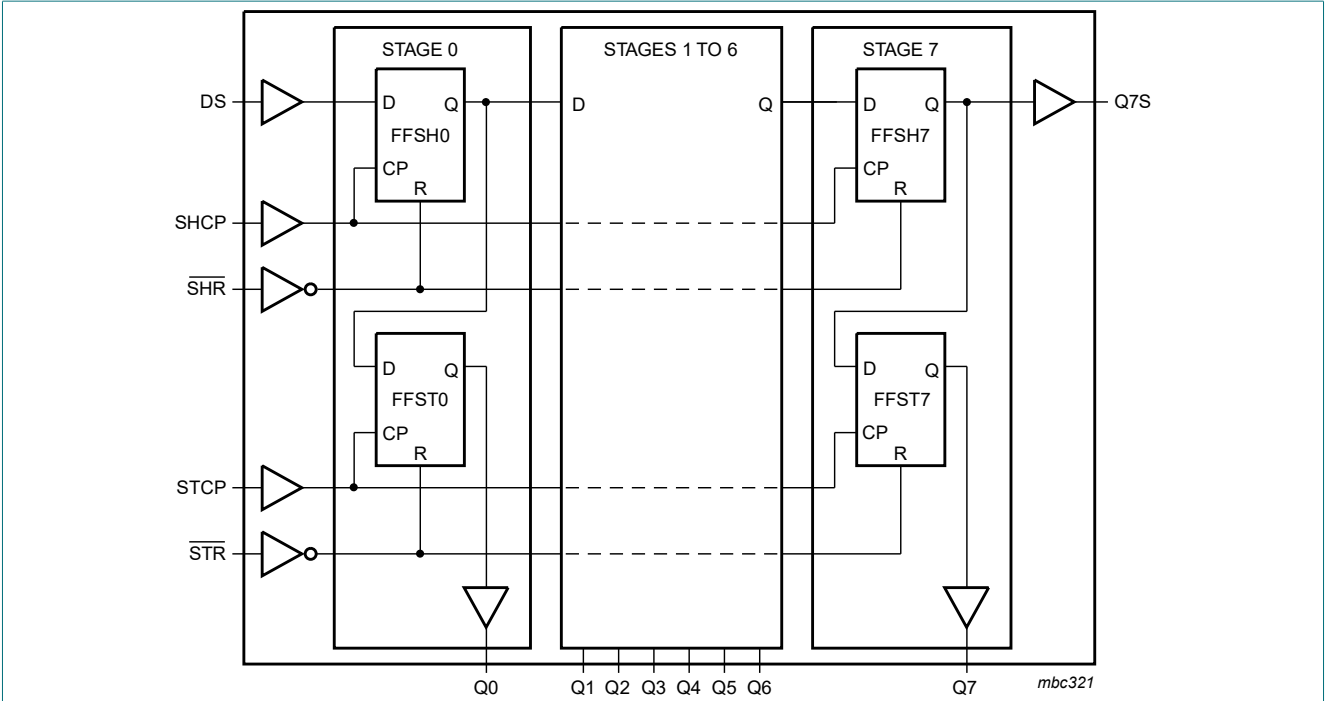 STAGE 0
STAGES 1 TO 6
STAGE 7
DS
D
Q
D
Q
D
Q
Q7S
FFSH0
FFSH7
CP
CP
R
R
SHCP
SHR
D
Q
D
Q
FFST0
FFST7
CP
CP
R
R
STCP
STR
Q0
Q1
Q2
Q3
Q4
Q5
Q6
Q7
mbc321